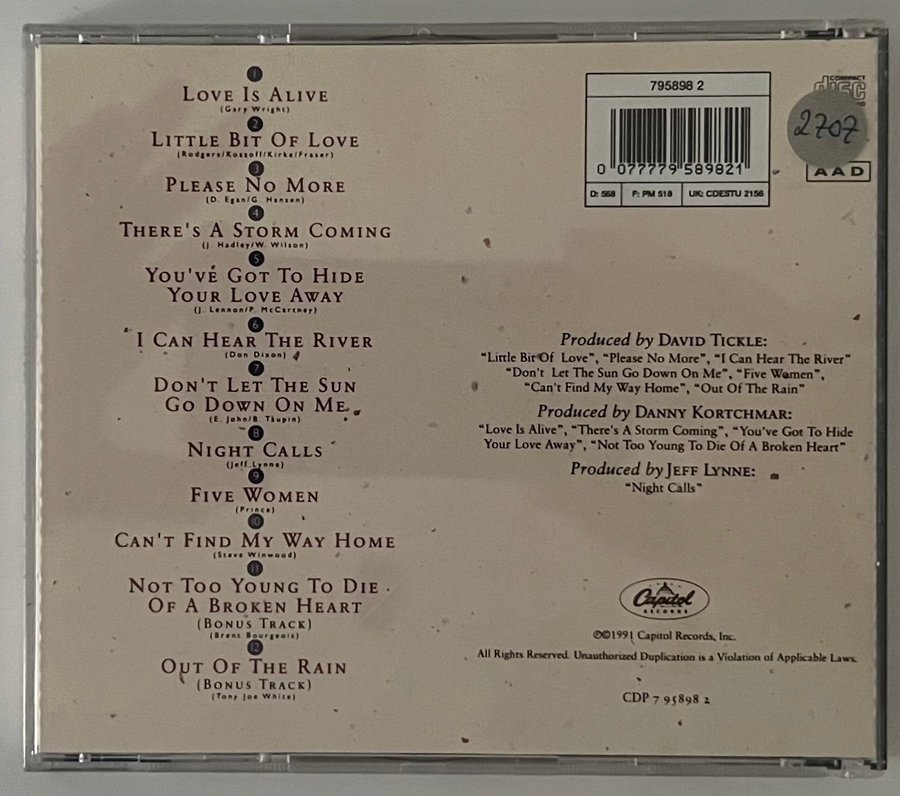 1
LOVE IS ALIVE
(Gary Wright)
2
LITTLE BIT OF LOVE
(Rodgers/Kossoff/Kirke/Fraser)
3
PLEASE NO MORE
(D. Egan/G. Hansen)
4
THERE'S A STORM COMING
(J. Hadley/W. Wilson)
5
YOU'VE GOT TO HIDE
YOUR LOVE AWAY
(J. Lennon/P. McCartney)
6
I CAN HEAR THE RIVER
(Don Dixon)
7
DON'T LET THE SUN
GO DOWN ON ME
(E. John/B. Tkupin)
8
NIGHT CALLS
(Jeff Lynne)
9
FIVE WOMEN
(Prince)
10
CAN'T FIND MY WAY HOME
(Steve Winwood)
11
NOT TOO YOUNG TO DIE
OF A BROKEN HEART
(BONUS TRACK)
(Brent Bourgeois)
12
OUT OF THE RAIN
(BONUS TRACK)
(Tony Joe White)
795898 2
0 077779 589821
D: 568 F: PM 518 UK: CDESTU 2156
COMPACT
disc
2707
AAD
Produced by DAVID TICKLE:
"Little Bit Of Love", "Please No More", "I Can Hear The River"
"Don't Let The Sun Go Down On Me", "Five Women",
"Can't Find My Way Home", "Out Of The Rain"
Produced by DANNY KORTCHMAR:
"Love Is Alive", "There's A Storm Coming", "You've Got To Hide
Your Love Away", "Not Too Young To Die Of A Broken Heart"
Produced by JEFF LYNNE:
"Night Calls"
Capitol
RECORDS
℗©1991 Capitol Records, Inc.
All Rights Reserved. Unauthorized Duplication is a Violation of Applicable Laws.
CDP 7 95898 2